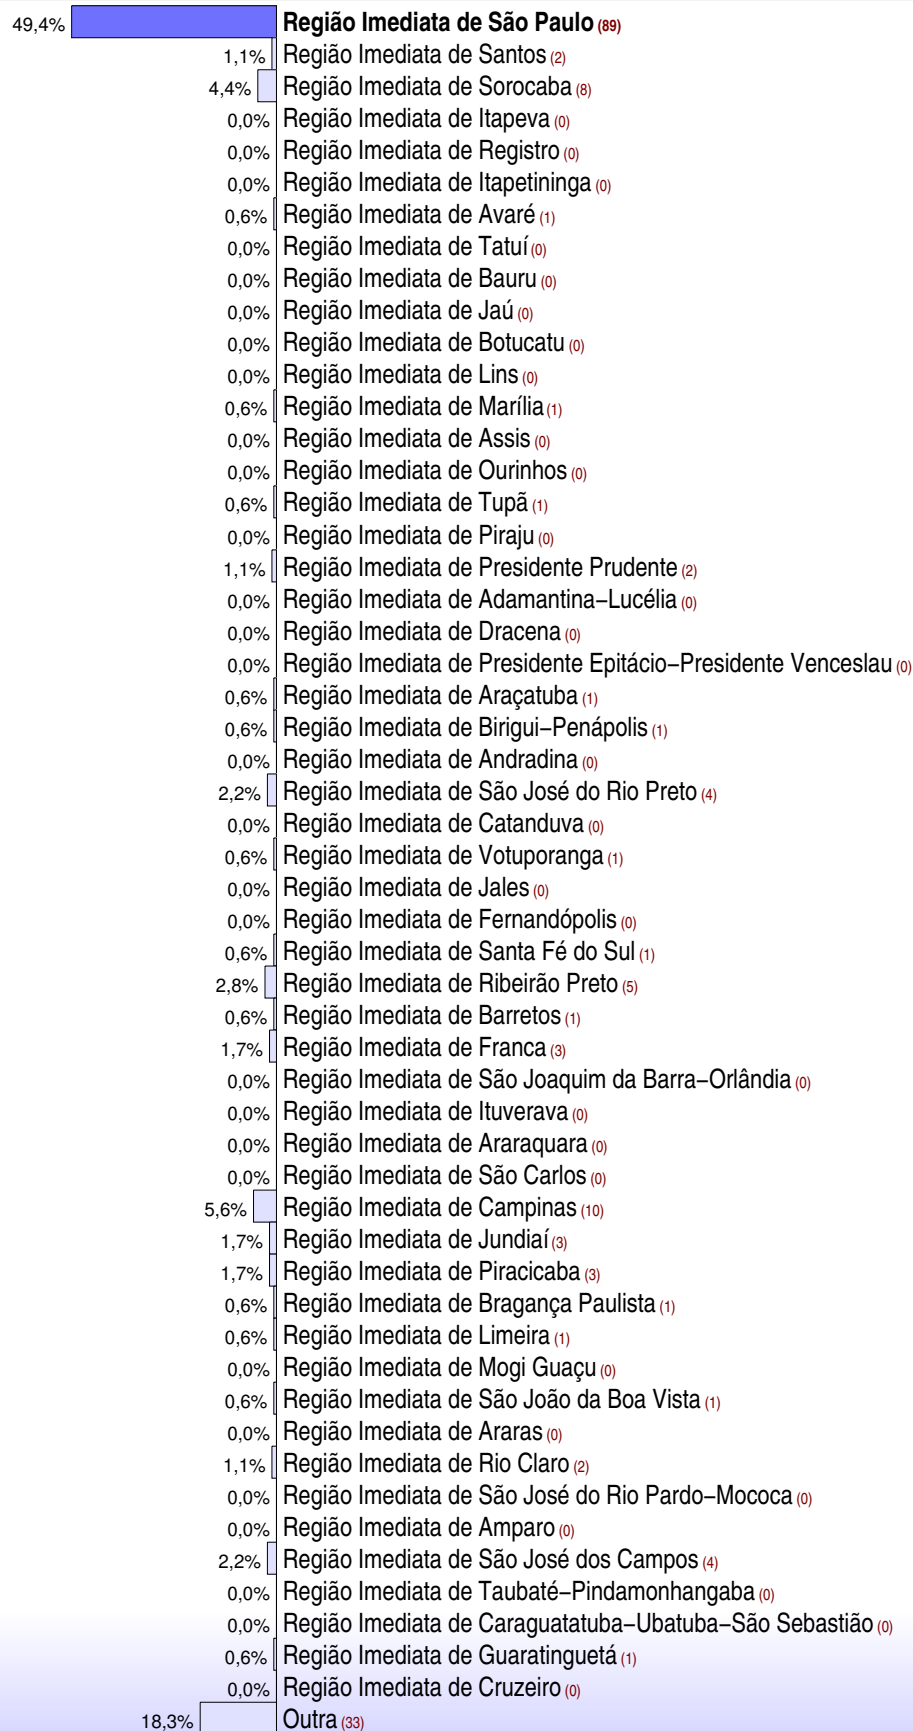 49,4% Região Imediata de São Paulo (89)
1,1% Região Imediata de Santos (2)
4,4% Região Imediata de Sorocaba (8)
0,0% Região Imediata de Itapeva (0)
0,0% Região Imediata de Registro (0)
0,0% Região Imediata de Itapetininga (0)
0,6% Região Imediata de Avaré (1)
0,0% Região Imediata de Tatuí (0)
0,0% Região Imediata de Bauru (0)
0,0% Região Imediata de Jaú (0)
0,0% Região Imediata de Botucatu (0)
0,0% Região Imediata de Lins (0)
0,6% Região Imediata de Marília (1)
0,0% Região Imediata de Assis (0)
0,0% Região Imediata de Ourinhos (0)
0,6% Região Imediata de Tupã (1)
0,0% Região Imediata de Piraju (0)
1,1% Região Imediata de Presidente Prudente (2)
0,0% Região Imediata de Adamantina−Lucélia (0)
0,0% Região Imediata de Dracena (0)
0,0% Região Imediata de Presidente Epitácio−Presidente Venceslau (0)
0,6% Região Imediata de Araçatuba (1)
0,6% Região Imediata de Birigui−Penápolis (1)
0,0% Região Imediata de Andradina (0)
2,2% Região Imediata de São José do Rio Preto (4)
0,0% Região Imediata de Catanduva (0)
0,6% Região Imediata de Votuporanga (1)
0,0% Região Imediata de Jales (0)
0,0% Região Imediata de Fernandópolis (0)
0,6% Região Imediata de Santa Fé do Sul (1)
2,8% Região Imediata de Ribeirão Preto (5)
0,6% Região Imediata de Barretos (1)
1,7% Região Imediata de Franca (3)
0,0% Região Imediata de São Joaquim da Barra−Orlândia (0)
0,0% Região Imediata de Ituverava (0)
0,0% Região Imediata de Araraquara (0)
0,0% Região Imediata de São Carlos (0)
5,6% Região Imediata de Campinas (10)
1,7% Região Imediata de Jundiaí (3)
1,7% Região Imediata de Piracicaba (3)
0,6% Região Imediata de Bragança Paulista (1)
0,6% Região Imediata de Limeira (1)
0,0% Região Imediata de Mogi Guaçu (0)
0,6% Região Imediata de São João da Boa Vista (1)
0,0% Região Imediata de Araras (0)
1,1% Região Imediata de Rio Claro (2)
0,0% Região Imediata de São José do Rio Pardo−Mococa (0)
0,0% Região Imediata de Amparo (0)
2,2% Região Imediata de São José dos Campos (4)
0,0% Região Imediata de Taubaté−Pindamonhangaba (0)
0,0% Região Imediata de Caraguatatuba−Ubatuba−São Sebastião (0)
0,6% Região Imediata de Guaratinguetá (1)
0,0% Região Imediata de Cruzeiro (0)
18,3% Outra (33)